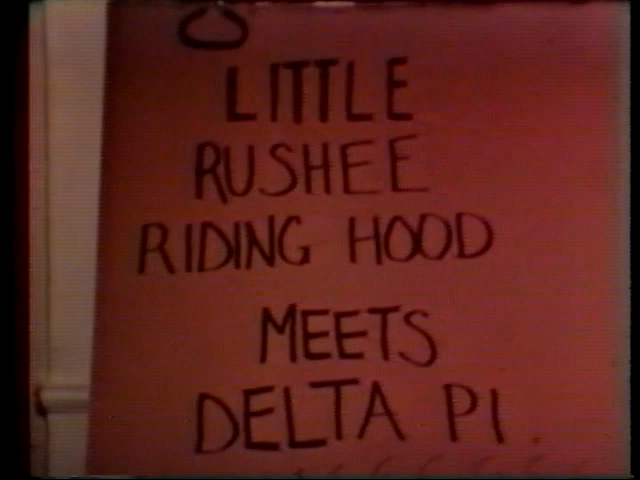 LITTLE
RUSHEE
RIDING HOOD
MEETS
DELTA PI